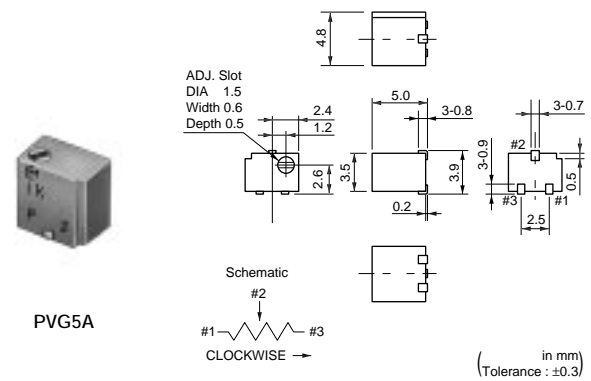 4.8
ADJ. Slot
DIA 1.5
Width 0.6
Depth 0.5
2.4
1.2
2.6
5.0
3-0.8
3.5
3.9
0.2
3-0.7
#2
3-0.9
0.5
#3
#1
2.5
1K
P 2
PVG5A
Schematic
#2
#1
#3
CLOCKWISE
in mm
(Tolerance : ±0.3)